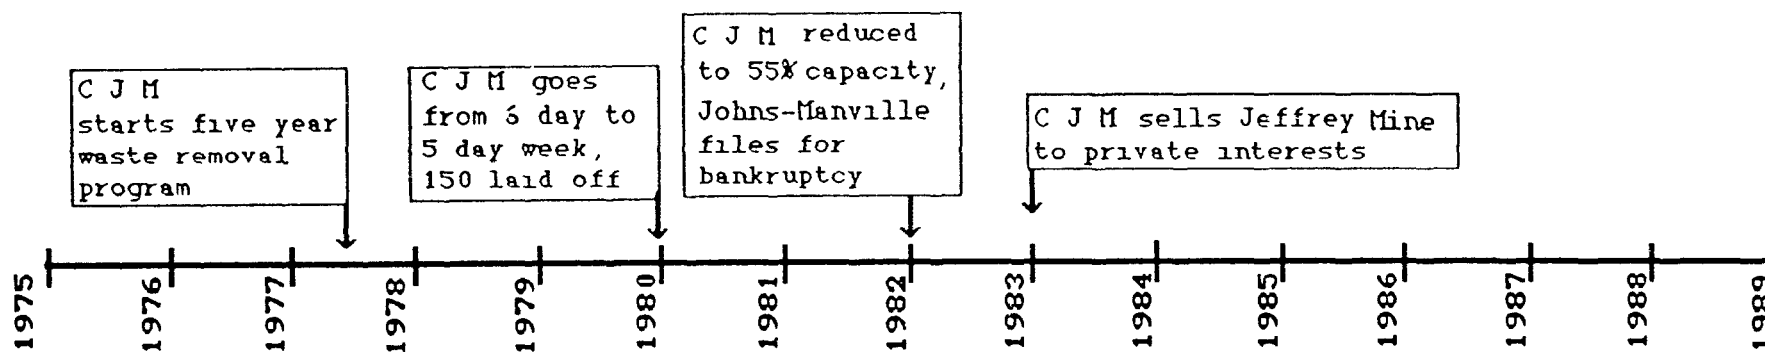 C J M
starts five year
waste removal
program
C J M goes
from 6 day to
5 day week,
150 laid off
C J M reduced
to 55% capacity,
Johns-Manville
files for
bankruptcy
C J M sells Jeffrey Mine
to private interests
1975
1976
1977
1978
1979
1980
1981
1982
1983
1984
1985
1986
1987
1988
1989